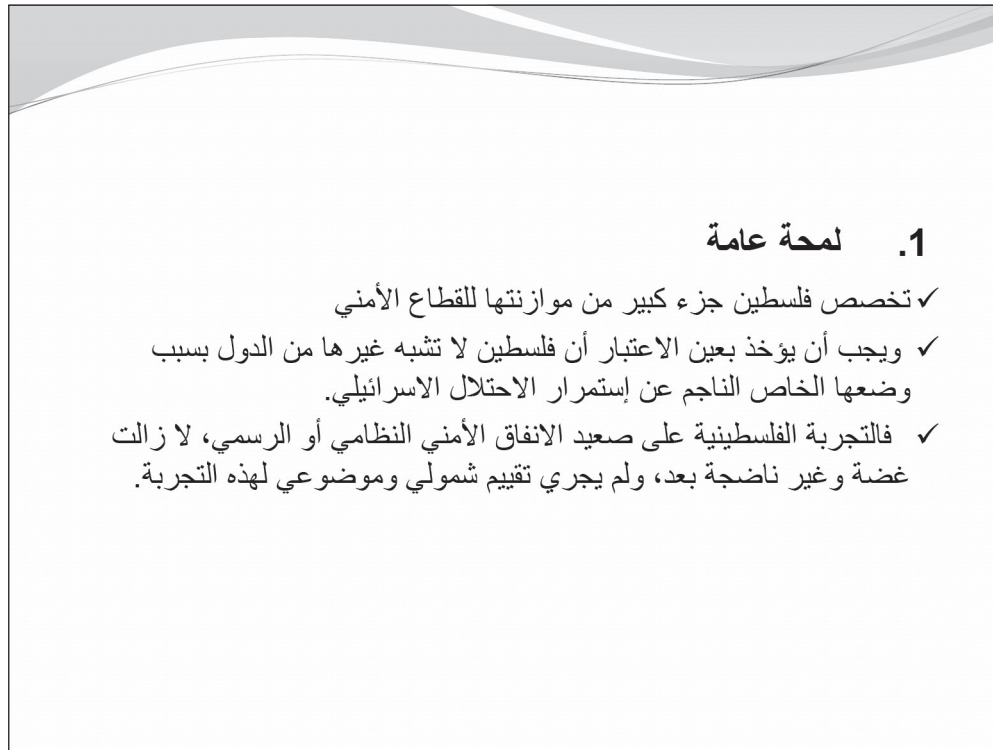 1. لمحة عامة
✓ تخصص فلسطين جزء كبير من موازنتها للقطاع الأمني
✓ ويجب أن يؤخذ بعين الاعتبار أن فلسطين لا تشبه غيرها من الدول بسبب
وضعها الخاص الناجم عن إستمرار الاحتلال الاسرائيلي.
✓ فالتجربة الفلسطينية على صعيد الانفاق الأمني النظامي أو الرسمي، لا زالت
غضة وغير ناضجة بعد، ولم يجري تقييم شمولي وموضوعي لهذه التجربة.